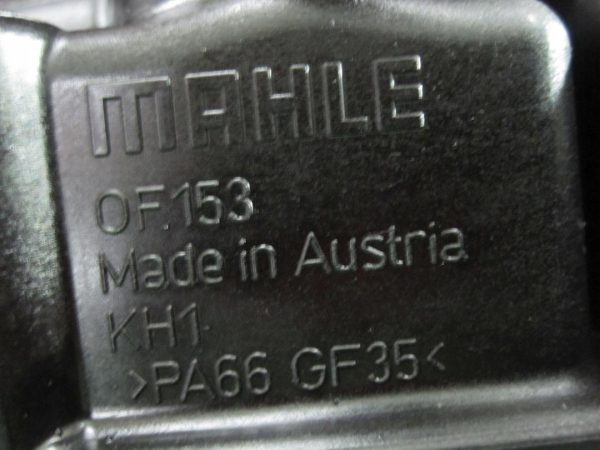 MAHLE
OF.153
Made in Austria
KH1
>PA66 GF35<